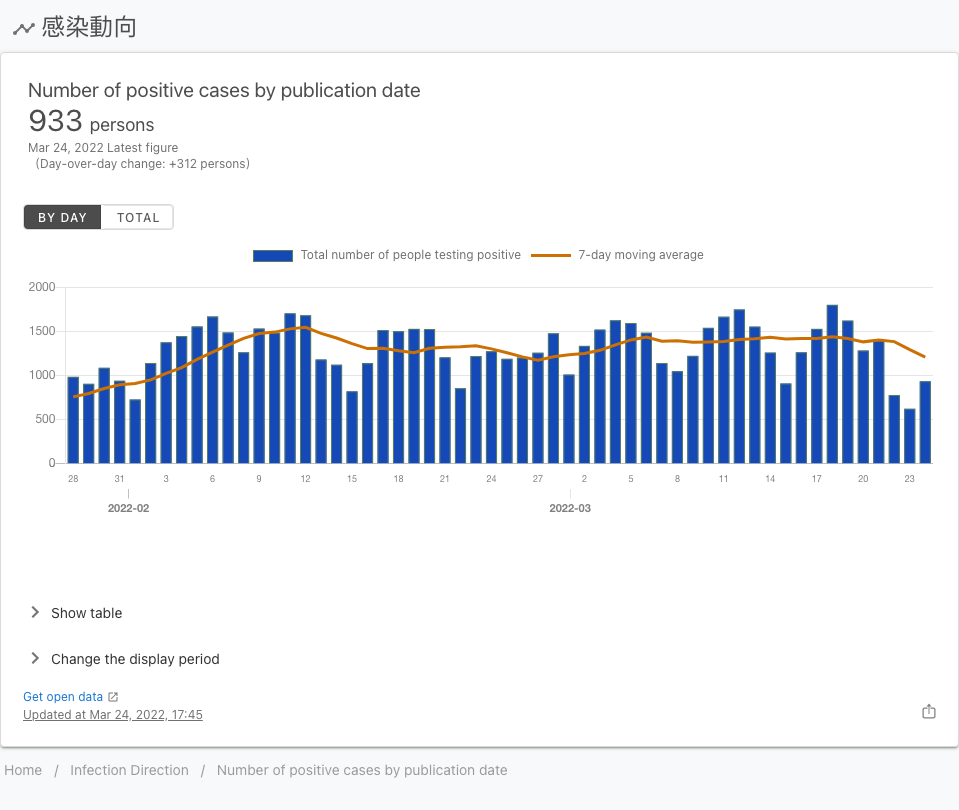 感染動向
Number of positive cases by publication date
933 persons
Mar 24, 2022 Latest figure
(Day-over-day change: +312 persons)
BY DAY TOTAL
Total number of people testing positive 7-day moving average
2000
1500
1000
500
0
28 31 3 6 9 12 15 18 21 24 27 2 5 8 11 14 17 20 23
2022-02 2022-03
Show table
Change the display period
Get open data
Updated at Mar 24, 2022, 17:45
Home / Infection Direction / Number of positive cases by publication date